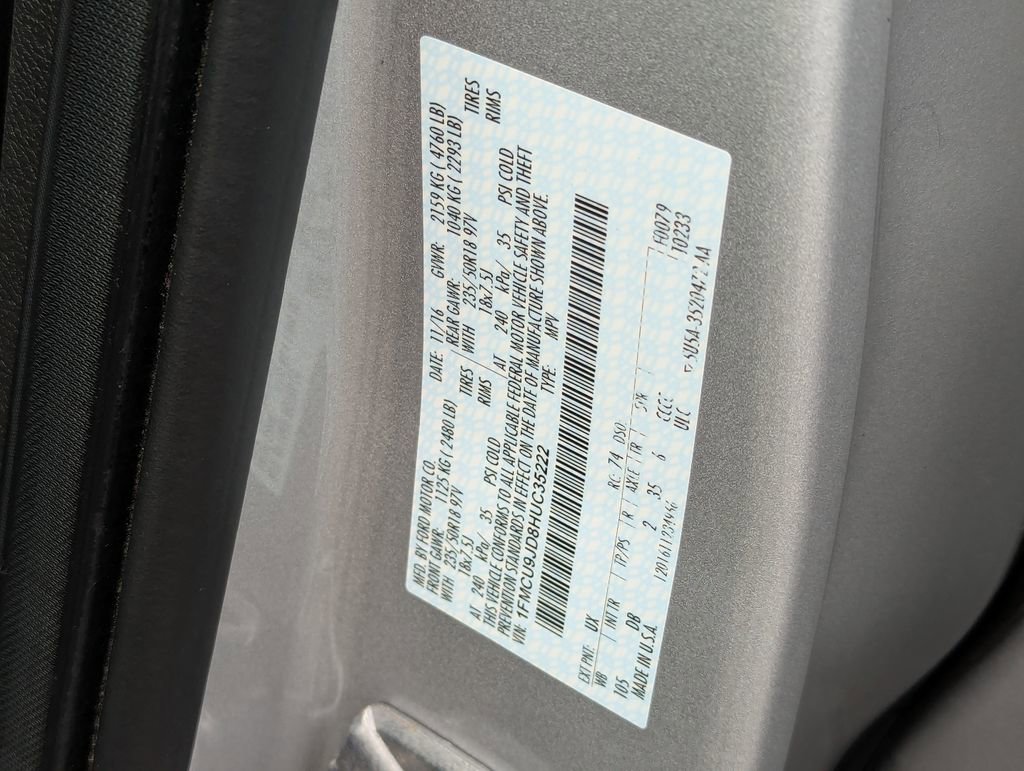 MFD. BY FORD MOTOR CO.
DATE: 11/16 GVWR: 2159 KG ( 4760 LB)
FRONT GAWR: 1125 KG ( 2480 LB) REAR GAWR: 1040 KG ( 2293 LB)
WITH 235/50R18 97V TIRES WITH 235/50R18 97V TIRES
18x7.5J RIMS 18x7.5J RIMS
AT 240 kPa/ 35 PSI COLD AT 240 kPa/ 35 PSI COLD
THIS VEHICLE CONFORMS TO ALL APPLICABLE FEDERAL MOTOR VEHICLE SAFETY AND THEFT
PREVENTION STANDARDS IN EFFECT ON THE DATE OF MANUFACTURE SHOWN ABOVE.
VIN: 1FMCU9JD8HUC35222 TYPE: MPV
EXT PNT: UX RC: 74 DSO:
WB INT TR TP/PS R AXLE TR F0079
105 DB 2 35 6 10233
MADE IN U.S.A. ULC